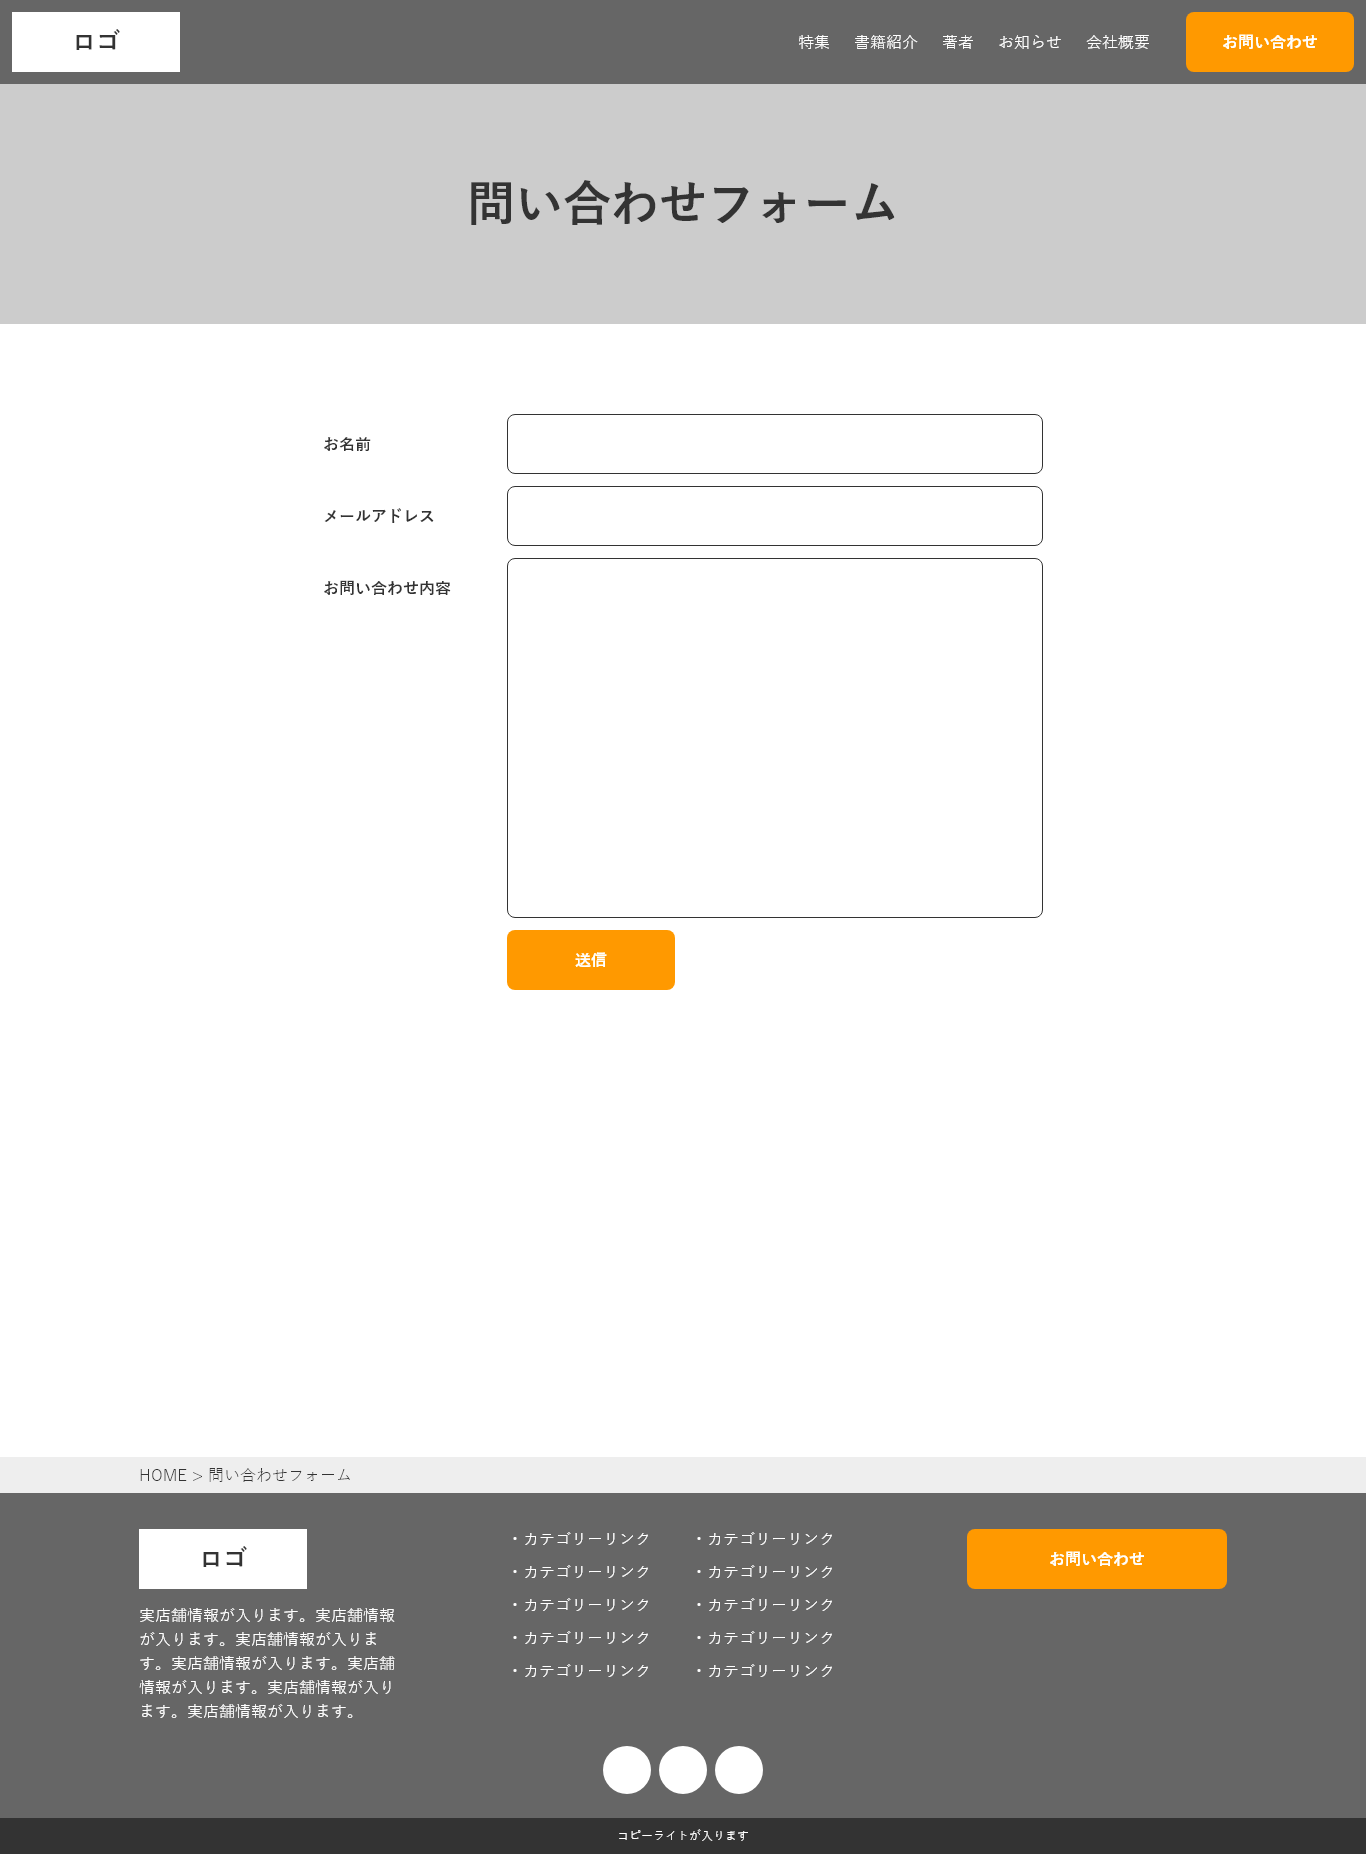 ロゴ
特集 書籍紹介 著者 お知らせ 会社概要 お問い合わせ
問い合わせフォーム
お名前
メールアドレス
お問い合わせ内容
送信
HOME > 問い合わせフォーム
ロゴ
実店舗情報が入ります。実店舗情報
が入ります。実店舗情報が入りま
す。実店舗情報が入ります。実店舗
情報が入ります。実店舗情報が入り
ます。実店舗情報が入ります。
・カテゴリーリンク
・カテゴリーリンク
・カテゴリーリンク
・カテゴリーリンク
・カテゴリーリンク
・カテゴリーリンク
・カテゴリーリンク
・カテゴリーリンク
・カテゴリーリンク
・カテゴリーリンク
お問い合わせ
コピーライトが入ります